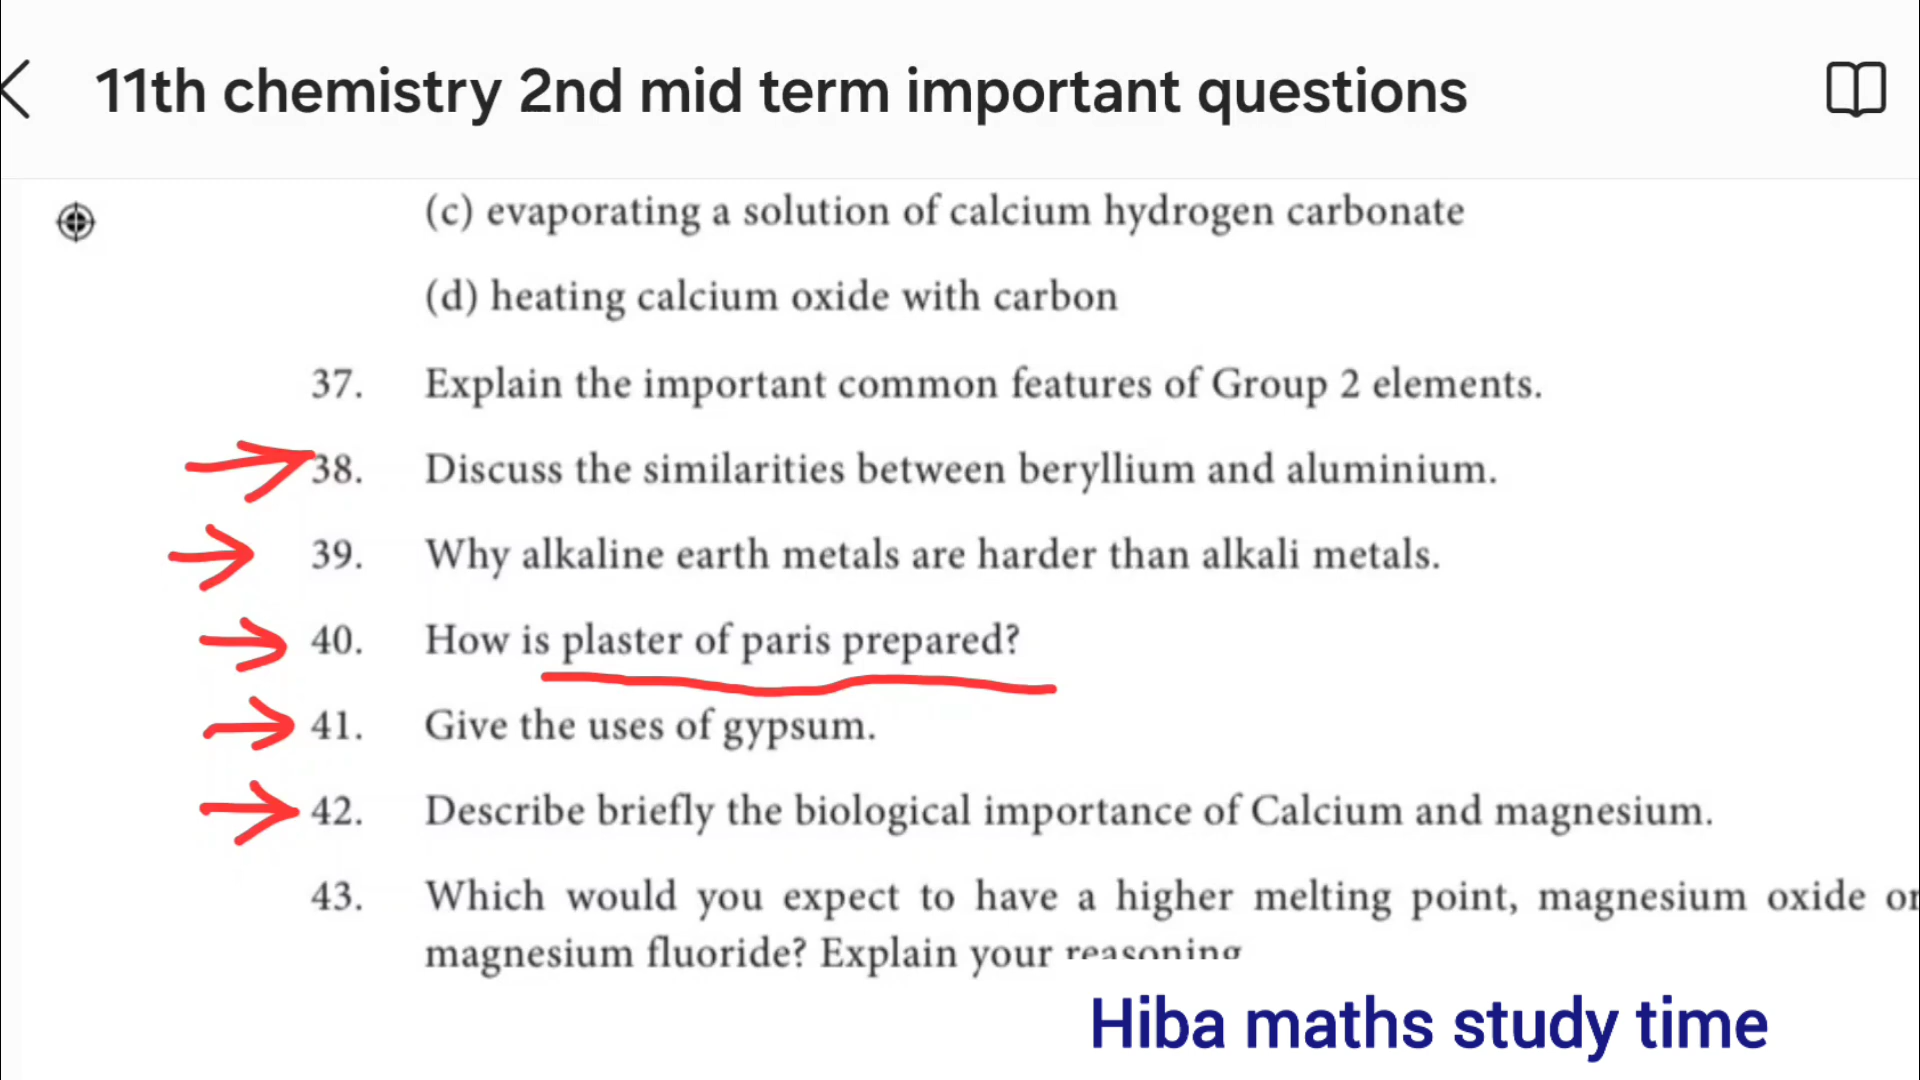 11th chemistry 2nd mid term important questions
(c) evaporating a solution of calcium hydrogen carbonate
(d) heating calcium oxide with carbon
37. Explain the important common features of Group 2 elements.
38. Discuss the similarities between beryllium and aluminium.
39. Why alkaline earth metals are harder than alkali metals.
40. How is plaster of paris prepared?
41. Give the uses of gypsum.
42. Describe briefly the biological importance of Calcium and magnesium.
43. Which would you expect to have a higher melting point, magnesium oxide or
magnesium fluoride? Explain your reasoning
Hiba maths study time